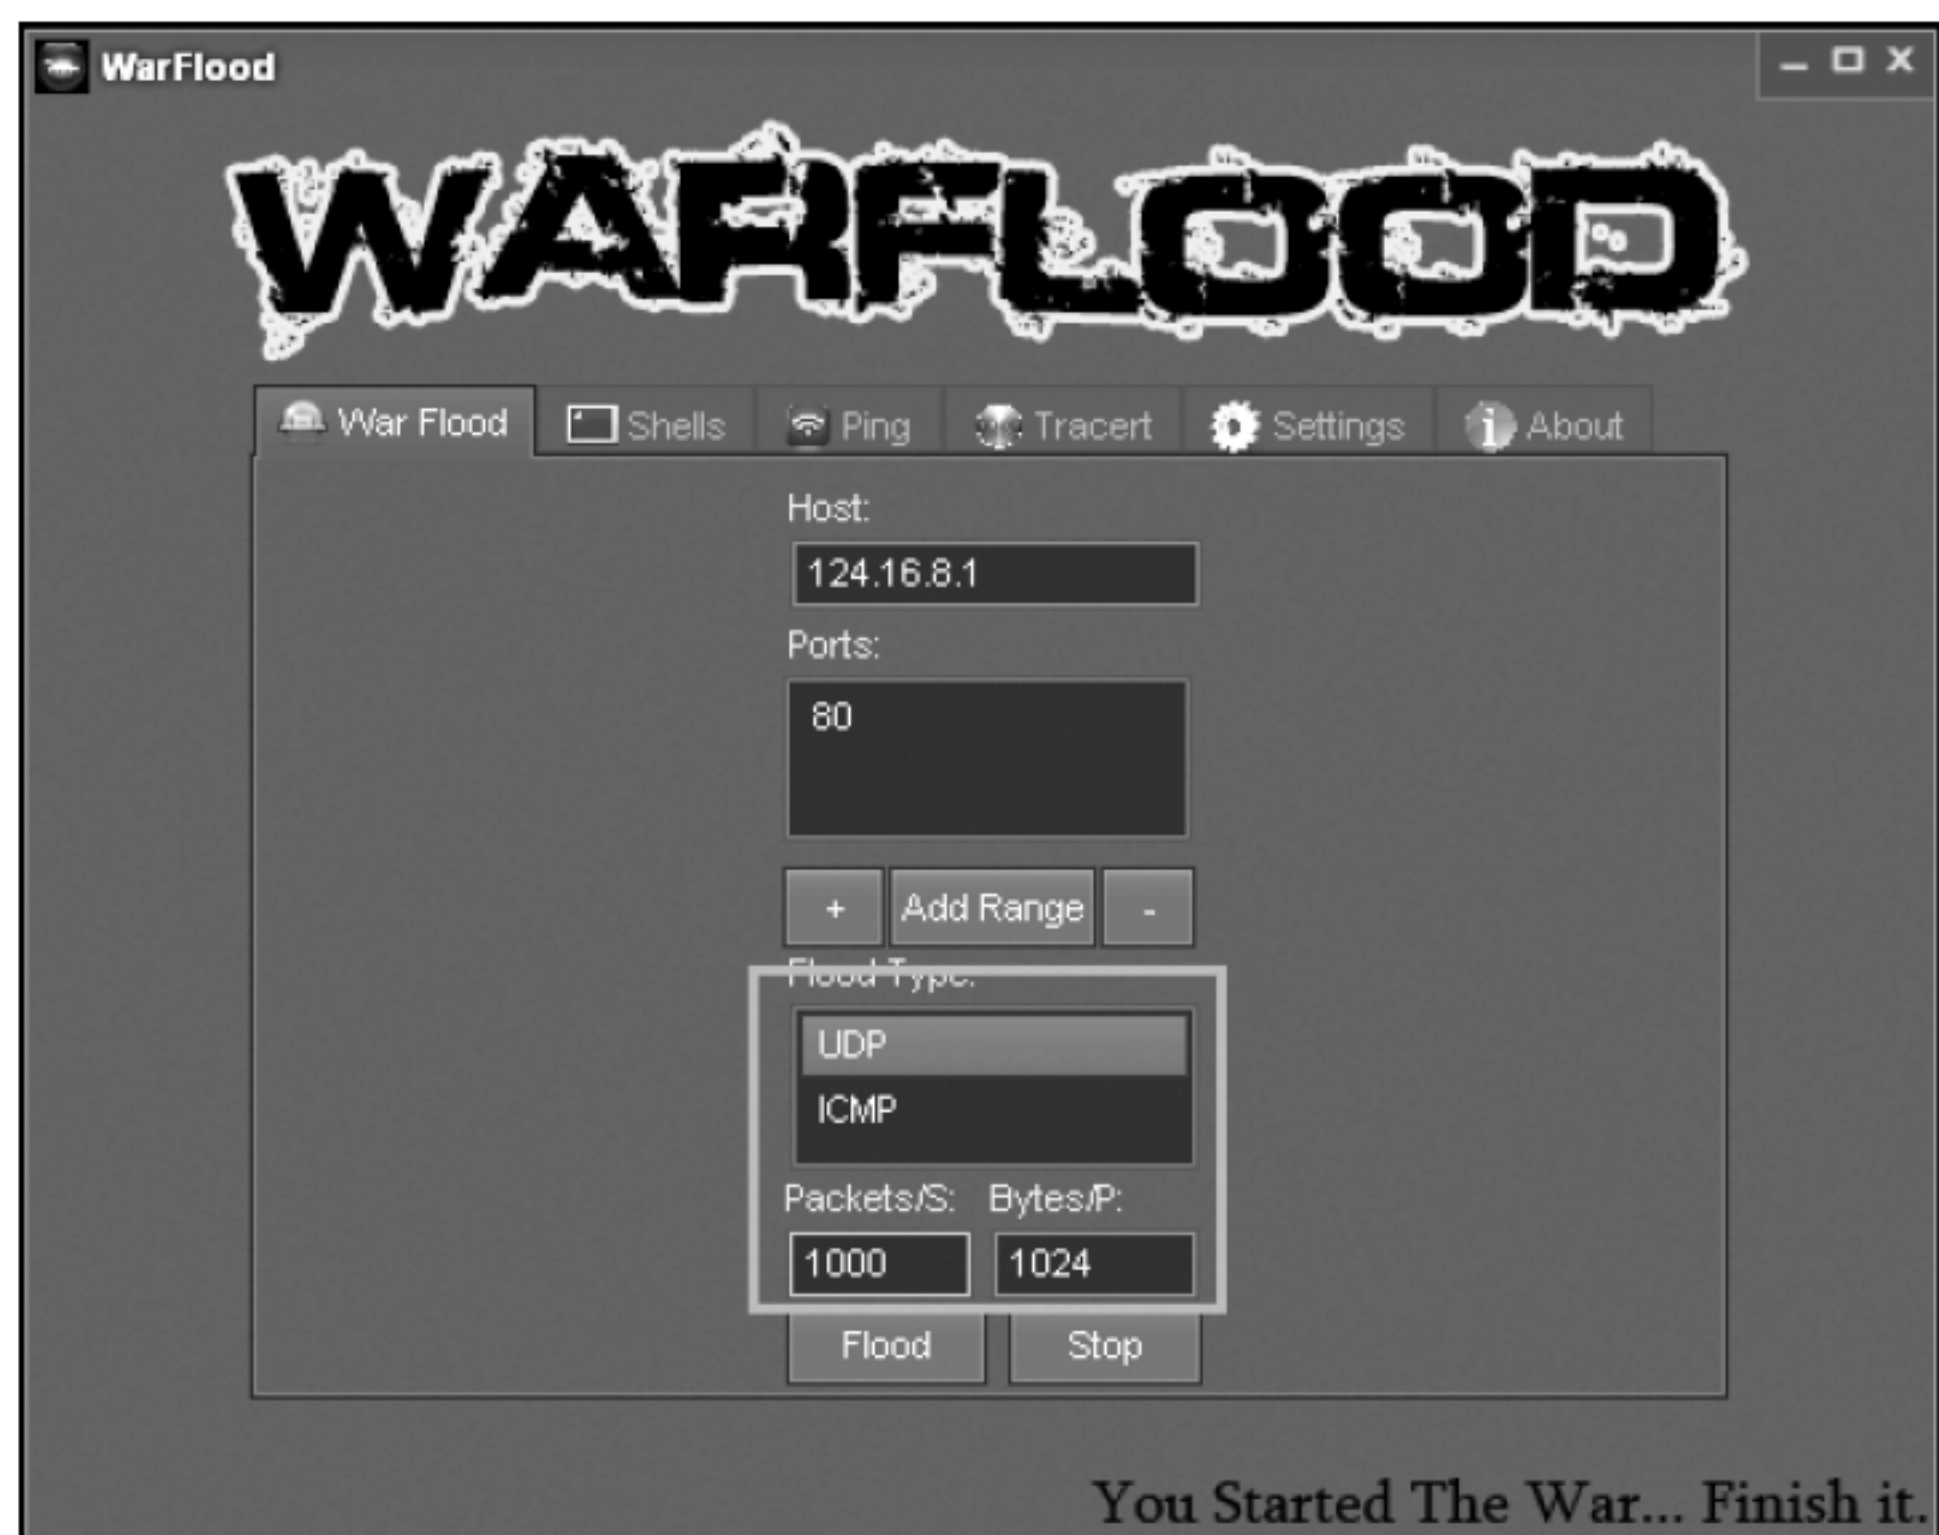 WarFlood
WARFLOOD
War Flood Shells Ping Tracert Settings About
Host:
124.16.8.1
Ports:
80
+ Add Range -
Flood Type:
UDP
ICMP
Packets/S: Bytes/P:
1000 1024
Flood Stop
You Started The War... Finish it.